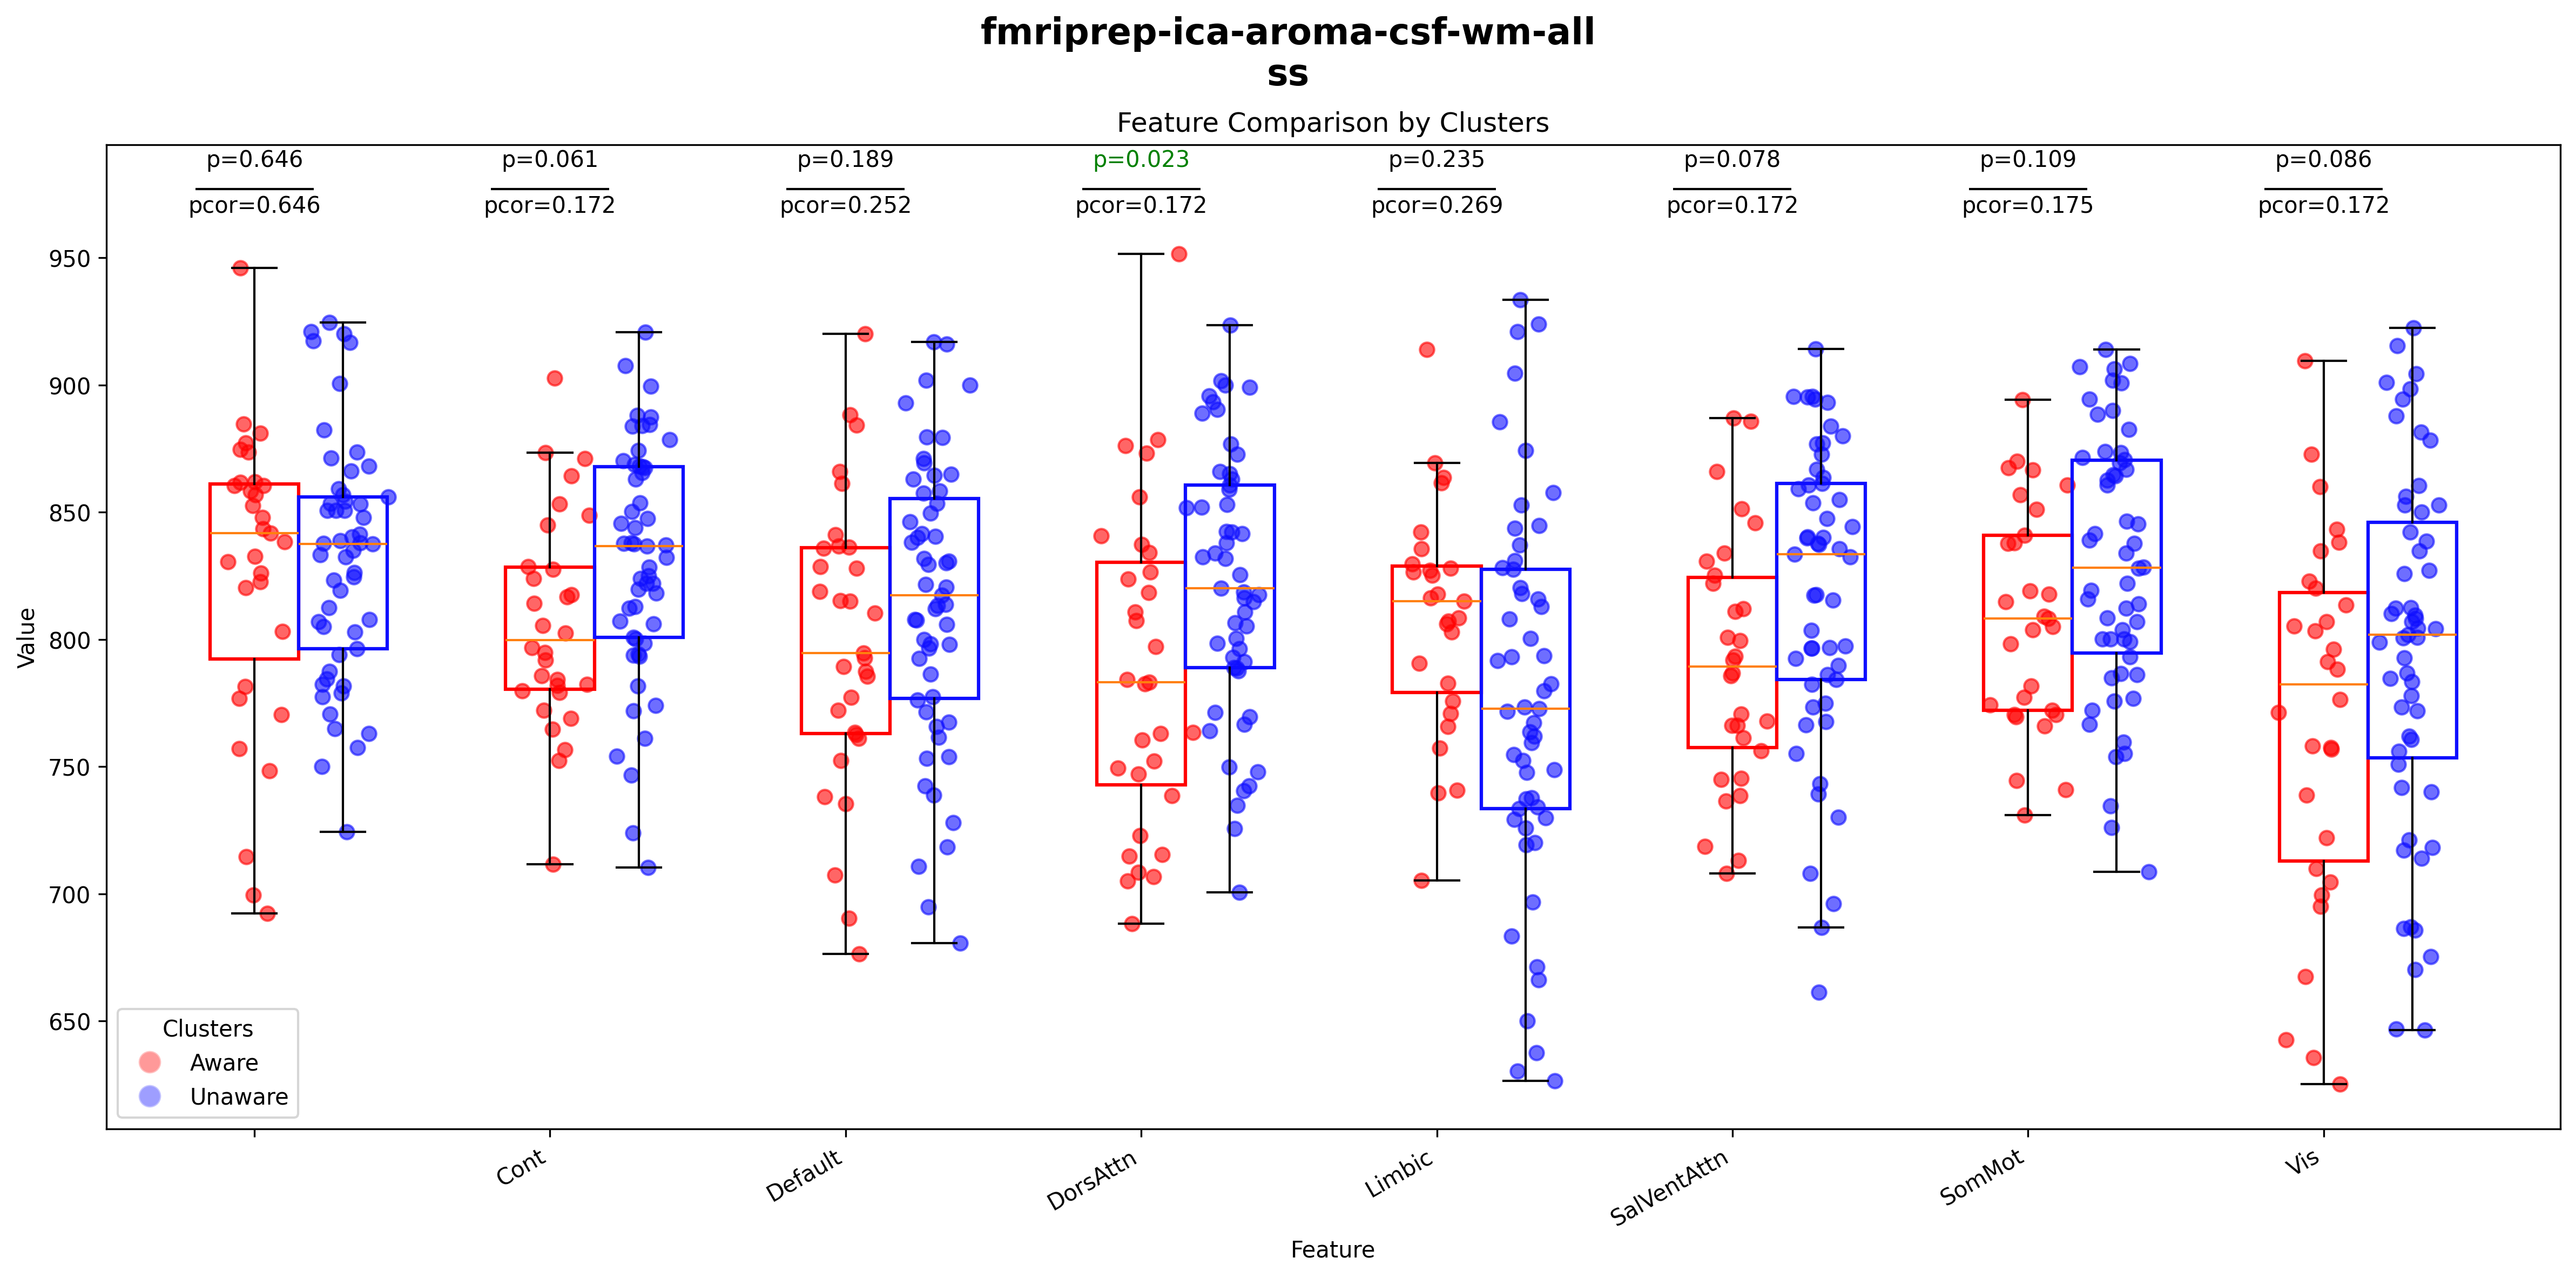 fmriprep-ica-aroma-csf-wm-all
ss
Feature Comparison by Clusters
p=0.646 p=0.061 p=0.189 p=0.023 p=0.235 p=0.078 p=0.109 p=0.086
pcor=0.646 pcor=0.172 pcor=0.252 pcor=0.172 pcor=0.269 pcor=0.172 pcor=0.175 pcor=0.172
950
900
850
800
750
700
650
Value
Clusters
Aware
Unaware
Cont Default DorsAttn Limbic SalVentAttn SomMot Vis
Feature